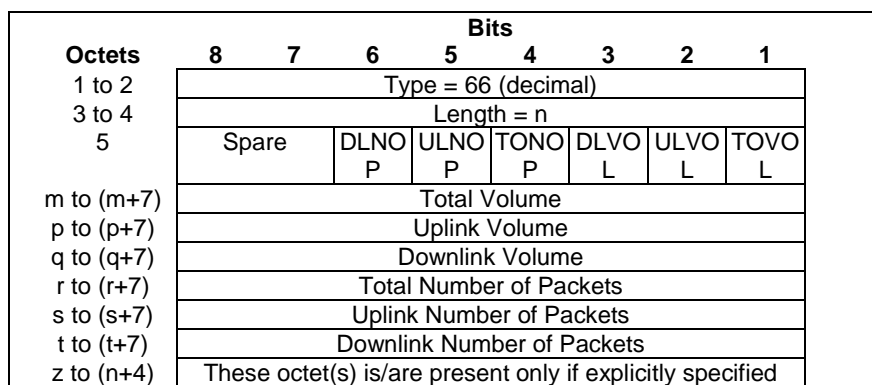 Bits
Octets 8 7 6 5 4 3 2 1
1 to 2 Type = 66 (decimal)
3 to 4 Length = n
5 Spare DLNO ULNO TONO DLVO ULVO TOVO
P P P L L L
m to (m+7) Total Volume
p to (p+7) Uplink Volume
q to (q+7) Downlink Volume
r to (r+7) Total Number of Packets
s to (s+7) Uplink Number of Packets
t to (t+7) Downlink Number of Packets
z to (n+4) These octet(s) is/are present only if explicitly specified